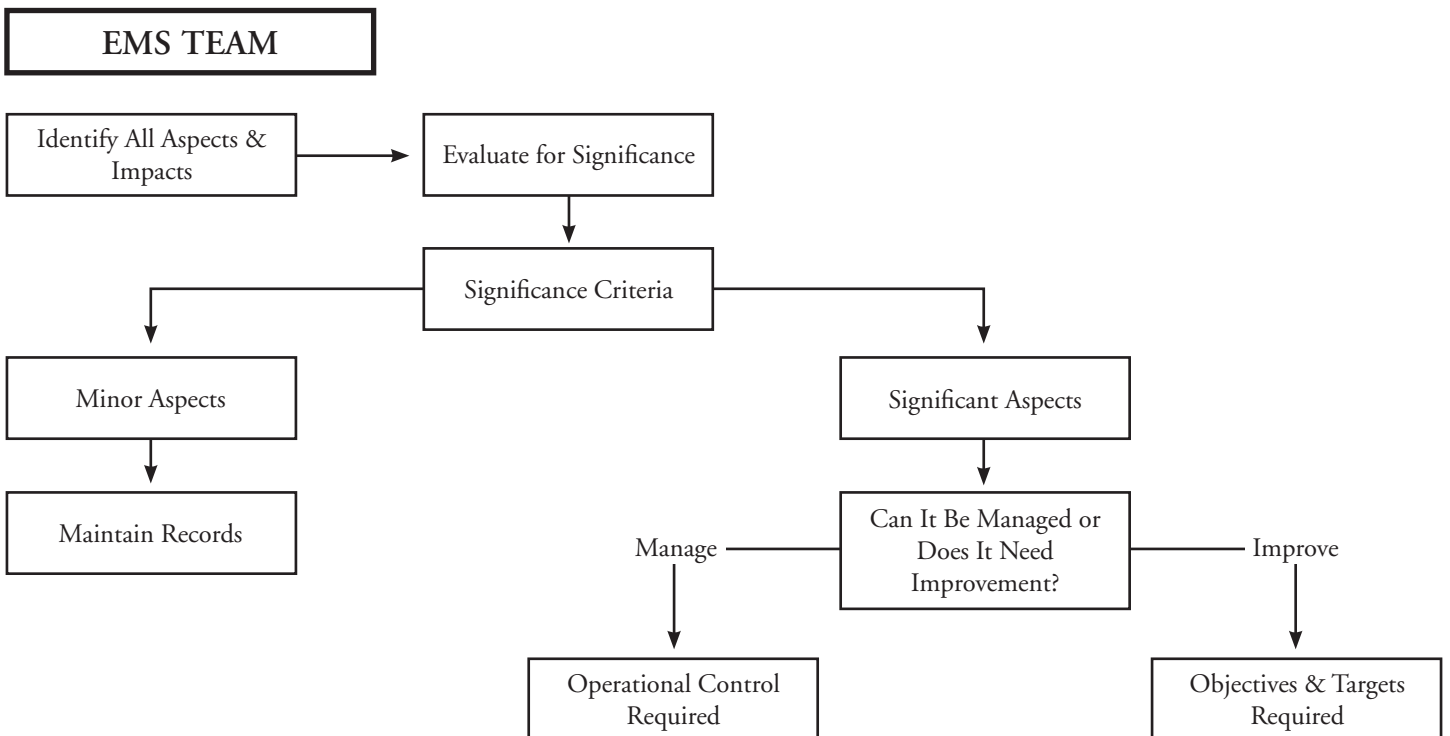 EMS TEAM
Identify All Aspects &
Impacts
Evaluate for Significance
Significance Criteria
Minor Aspects
Significant Aspects
Maintain Records
Can It Be Managed or
Does It Need
Improvement?
Manage
Improve
Operational Control
Required
Objectives & Targets
Required